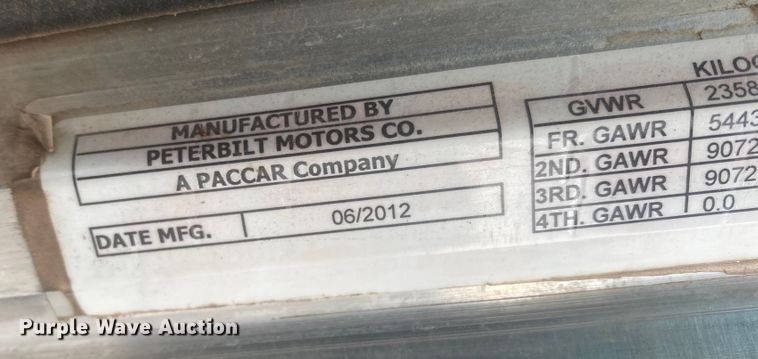 MANUFACTURED BY
PETERBILT MOTORS CO.
A PACCAR Company
DATE MFG. 06/2012
GVWR 2358
FR. GAWR 5443
2ND. GAWR 9072
3RD. GAWR 9072
4TH. GAWR 0.0
Purple Wave Auction